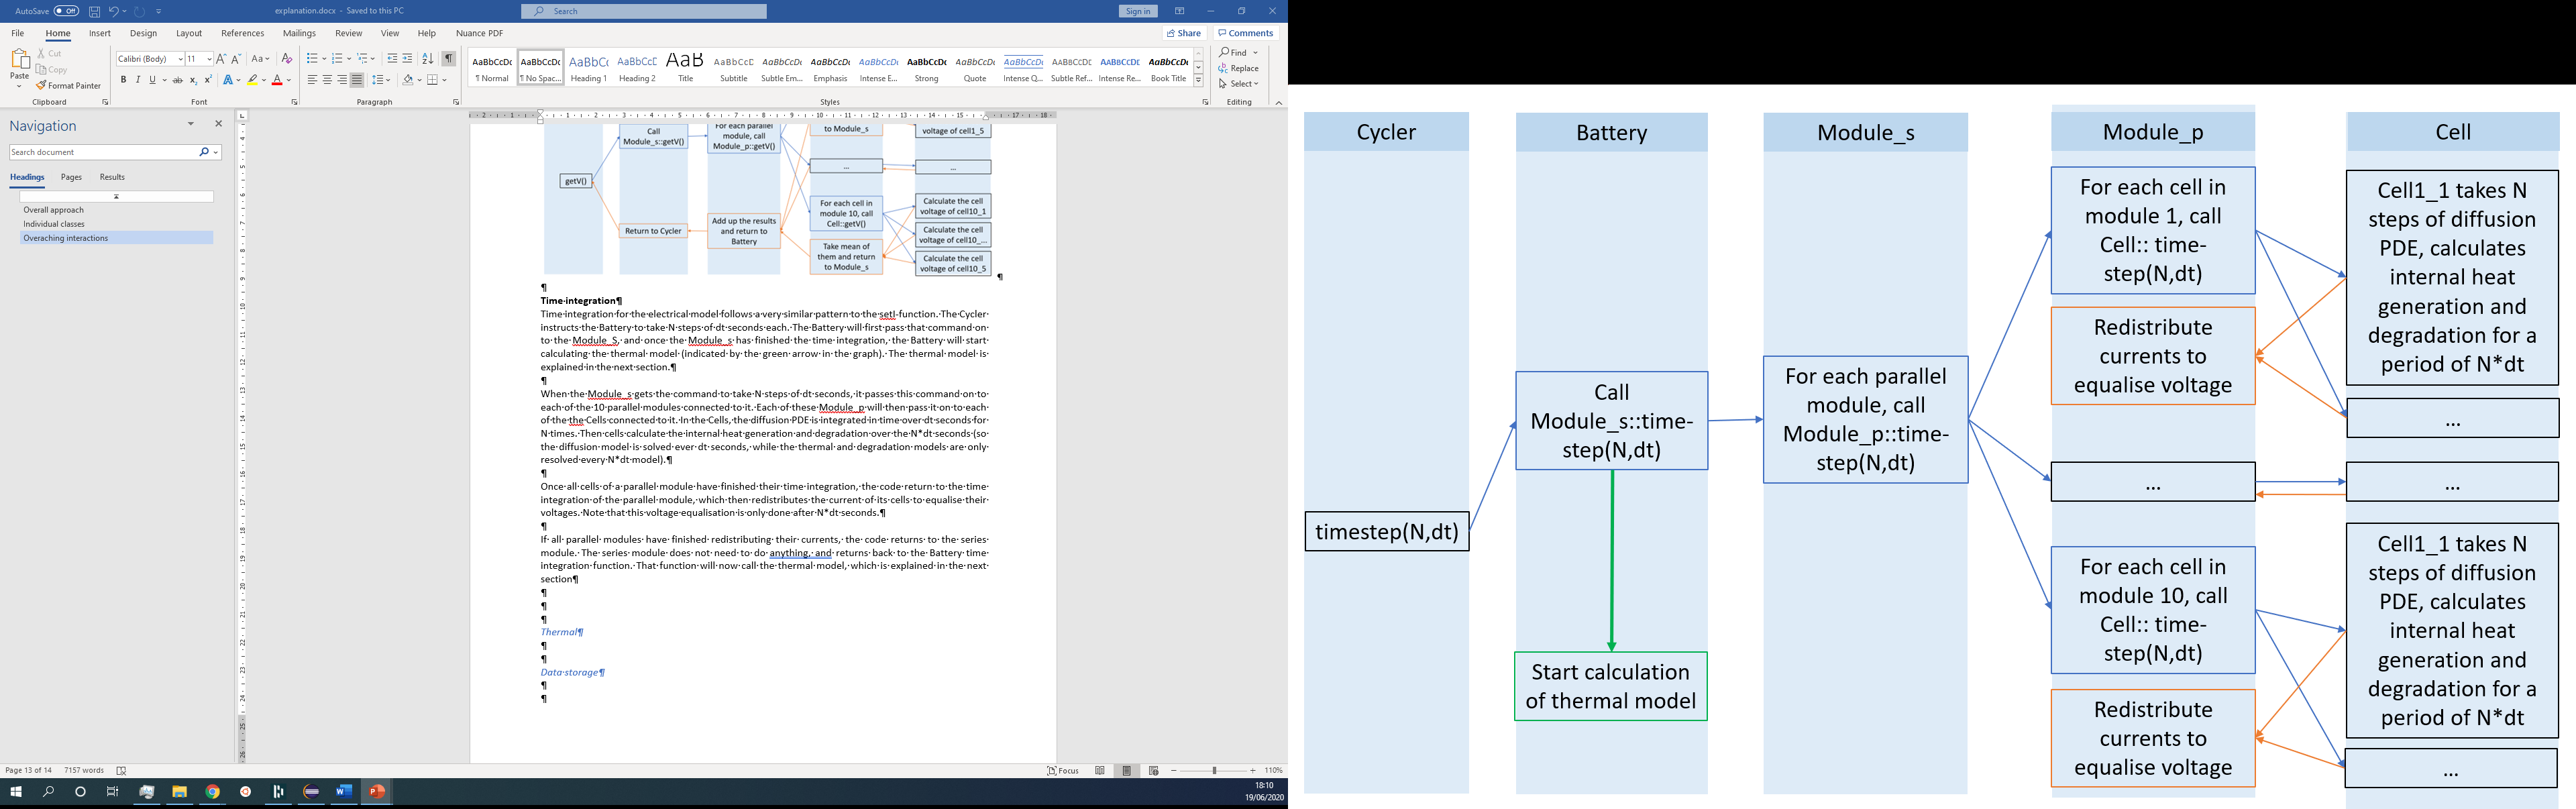 AutoSave Off
explanation.docx - Saved to this PC
Search
Sign in
File Home Insert Design Layout References Mailings Review View Help Nuance PDF
Share Comments
Paste
Cut
Copy
Format Painter
Clipboard
Calibri (Body) 11
Font
Paragraph
AaBbCcDc AaBbCcDc AaBbCc AaBbCcD AaB AaBbCcD AaBbCcDc AaBbCcDc AaBbCcDc AaBbCcDc AaBbCcDc AaBbCcDc AABBCCDC AABBCCDC AaBbCcDc
¶ Normal ¶ No Spac... Heading 1 Heading 2 Title Subtitle Subtle Em... Emphasis Intense E... Strong Quote Intense Q... Subtle Ref... Intense Re... Book Title
Styles
Find
Replace
Select
Editing
Navigation
Search document
Headings Pages Results
Overall approach
Individual classes
Overaching interactions
getV()
Call
Module_s::getV()
Return to Cycler
For each parallel
module, call
Module_p::getV()
Add up the results
and return to
Battery
to Module_s
...
For each cell in
module 10, call
Cell::getV()
Take mean of
them and return
to Module_s
voltage of cell1_5
...
Calculate the cell
voltage of cell10_1
Calculate the cell
voltage of cell10_...
Calculate the cell
voltage of cell10_5
Time integration¶
Time integration for the electrical model follows a very similar pattern to the setI-function. The Cycler
instructs the Battery to take N steps of dt seconds each. The Battery will first pass that command on
to the Module_S, and once the Module_s has finished the time integration, the Battery will start
calculating the thermal model (indicated by the green arrow in the graph). The thermal model is
explained in the next section.¶
When the Module_s gets the command to take N steps of dt seconds, it passes this command on to
each of the 10 parallel modules connected to it. Each of these Module_p will then pass it on to each
of the the Cells connected to it. In the Cells, the diffusion PDE is integrated in time over dt seconds for
N times. Then cells calculate the internal heat generation and degradation over the N*dt seconds (so
the diffusion model is solved ever dt seconds, while the thermal and degradation models are only
resolved every N*dt model).¶
Once all cells of a parallel module have finished their time integration, the code return to the time
integration of the parallel module, which then redistributes the current of its cells to equalise their
voltages. Note that this voltage equalisation is only done after N*dt seconds.¶
If all parallel modules have finished redistributing their currents, the code returns to the series
module. The series module does not need to do anything, and returns back to the Battery time
integration function. That function will now call the thermal model, which is explained in the next
section¶
Thermal¶
Data storage¶
Page 13 of 14 7157 words
Focus
110%
18:10
19/06/2020
Cycler
timestep(N,dt)
Battery
Call
Module_s::time-
step(N,dt)
Start calculation
of thermal model
Module_s
For each parallel
module, call
Module_p::time-
step(N,dt)
Module_p
For each cell in
module 1, call
Cell:: time-
step(N,dt)
Redistribute
currents to
equalise voltage
...
For each cell in
module 10, call
Cell:: time-
step(N,dt)
Redistribute
currents to
equalise voltage
Cell
Cell1_1 takes N
steps of diffusion
PDE, calculates
internal heat
generation and
degradation for a
period of N*dt
...
...
Cell1_1 takes N
steps of diffusion
PDE, calculates
internal heat
generation and
degradation for a
period of N*dt
...